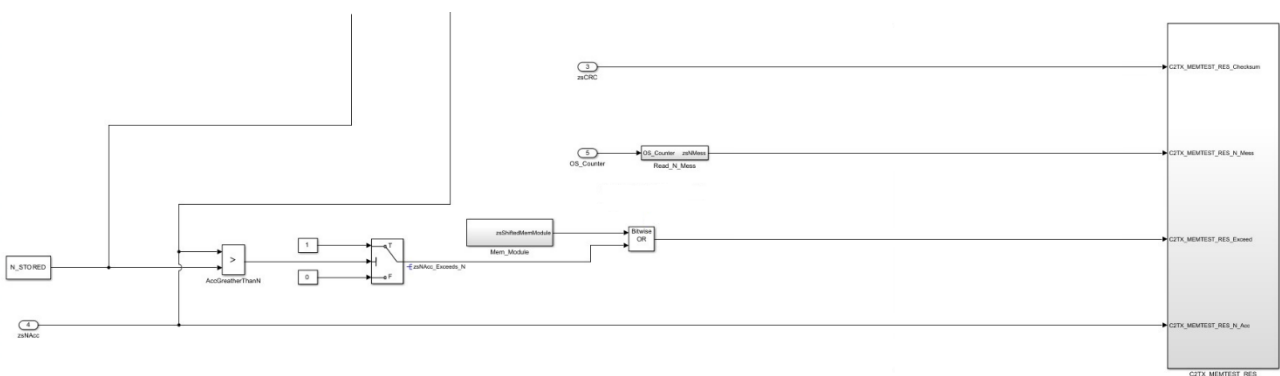 3
zsCRC
C2TX_MEMTEST_RES_Checksum
5
OS_Counter
OS_Counter zsNMess
Read_N_Mess
C2TX_MEMTEST_RES_N_Mess
zsShiftedMemModule
Mem_Module
Bitwise
OR
C2TX_MEMTEST_RES_Exceed
N_STORED
>
AccGreatherThanN
1
0
T
F
zsNAcc_Exceeds_N
4
zsNAcc
C2TX_MEMTEST_RES_N_Acc
C2TX_MEMTEST_RES